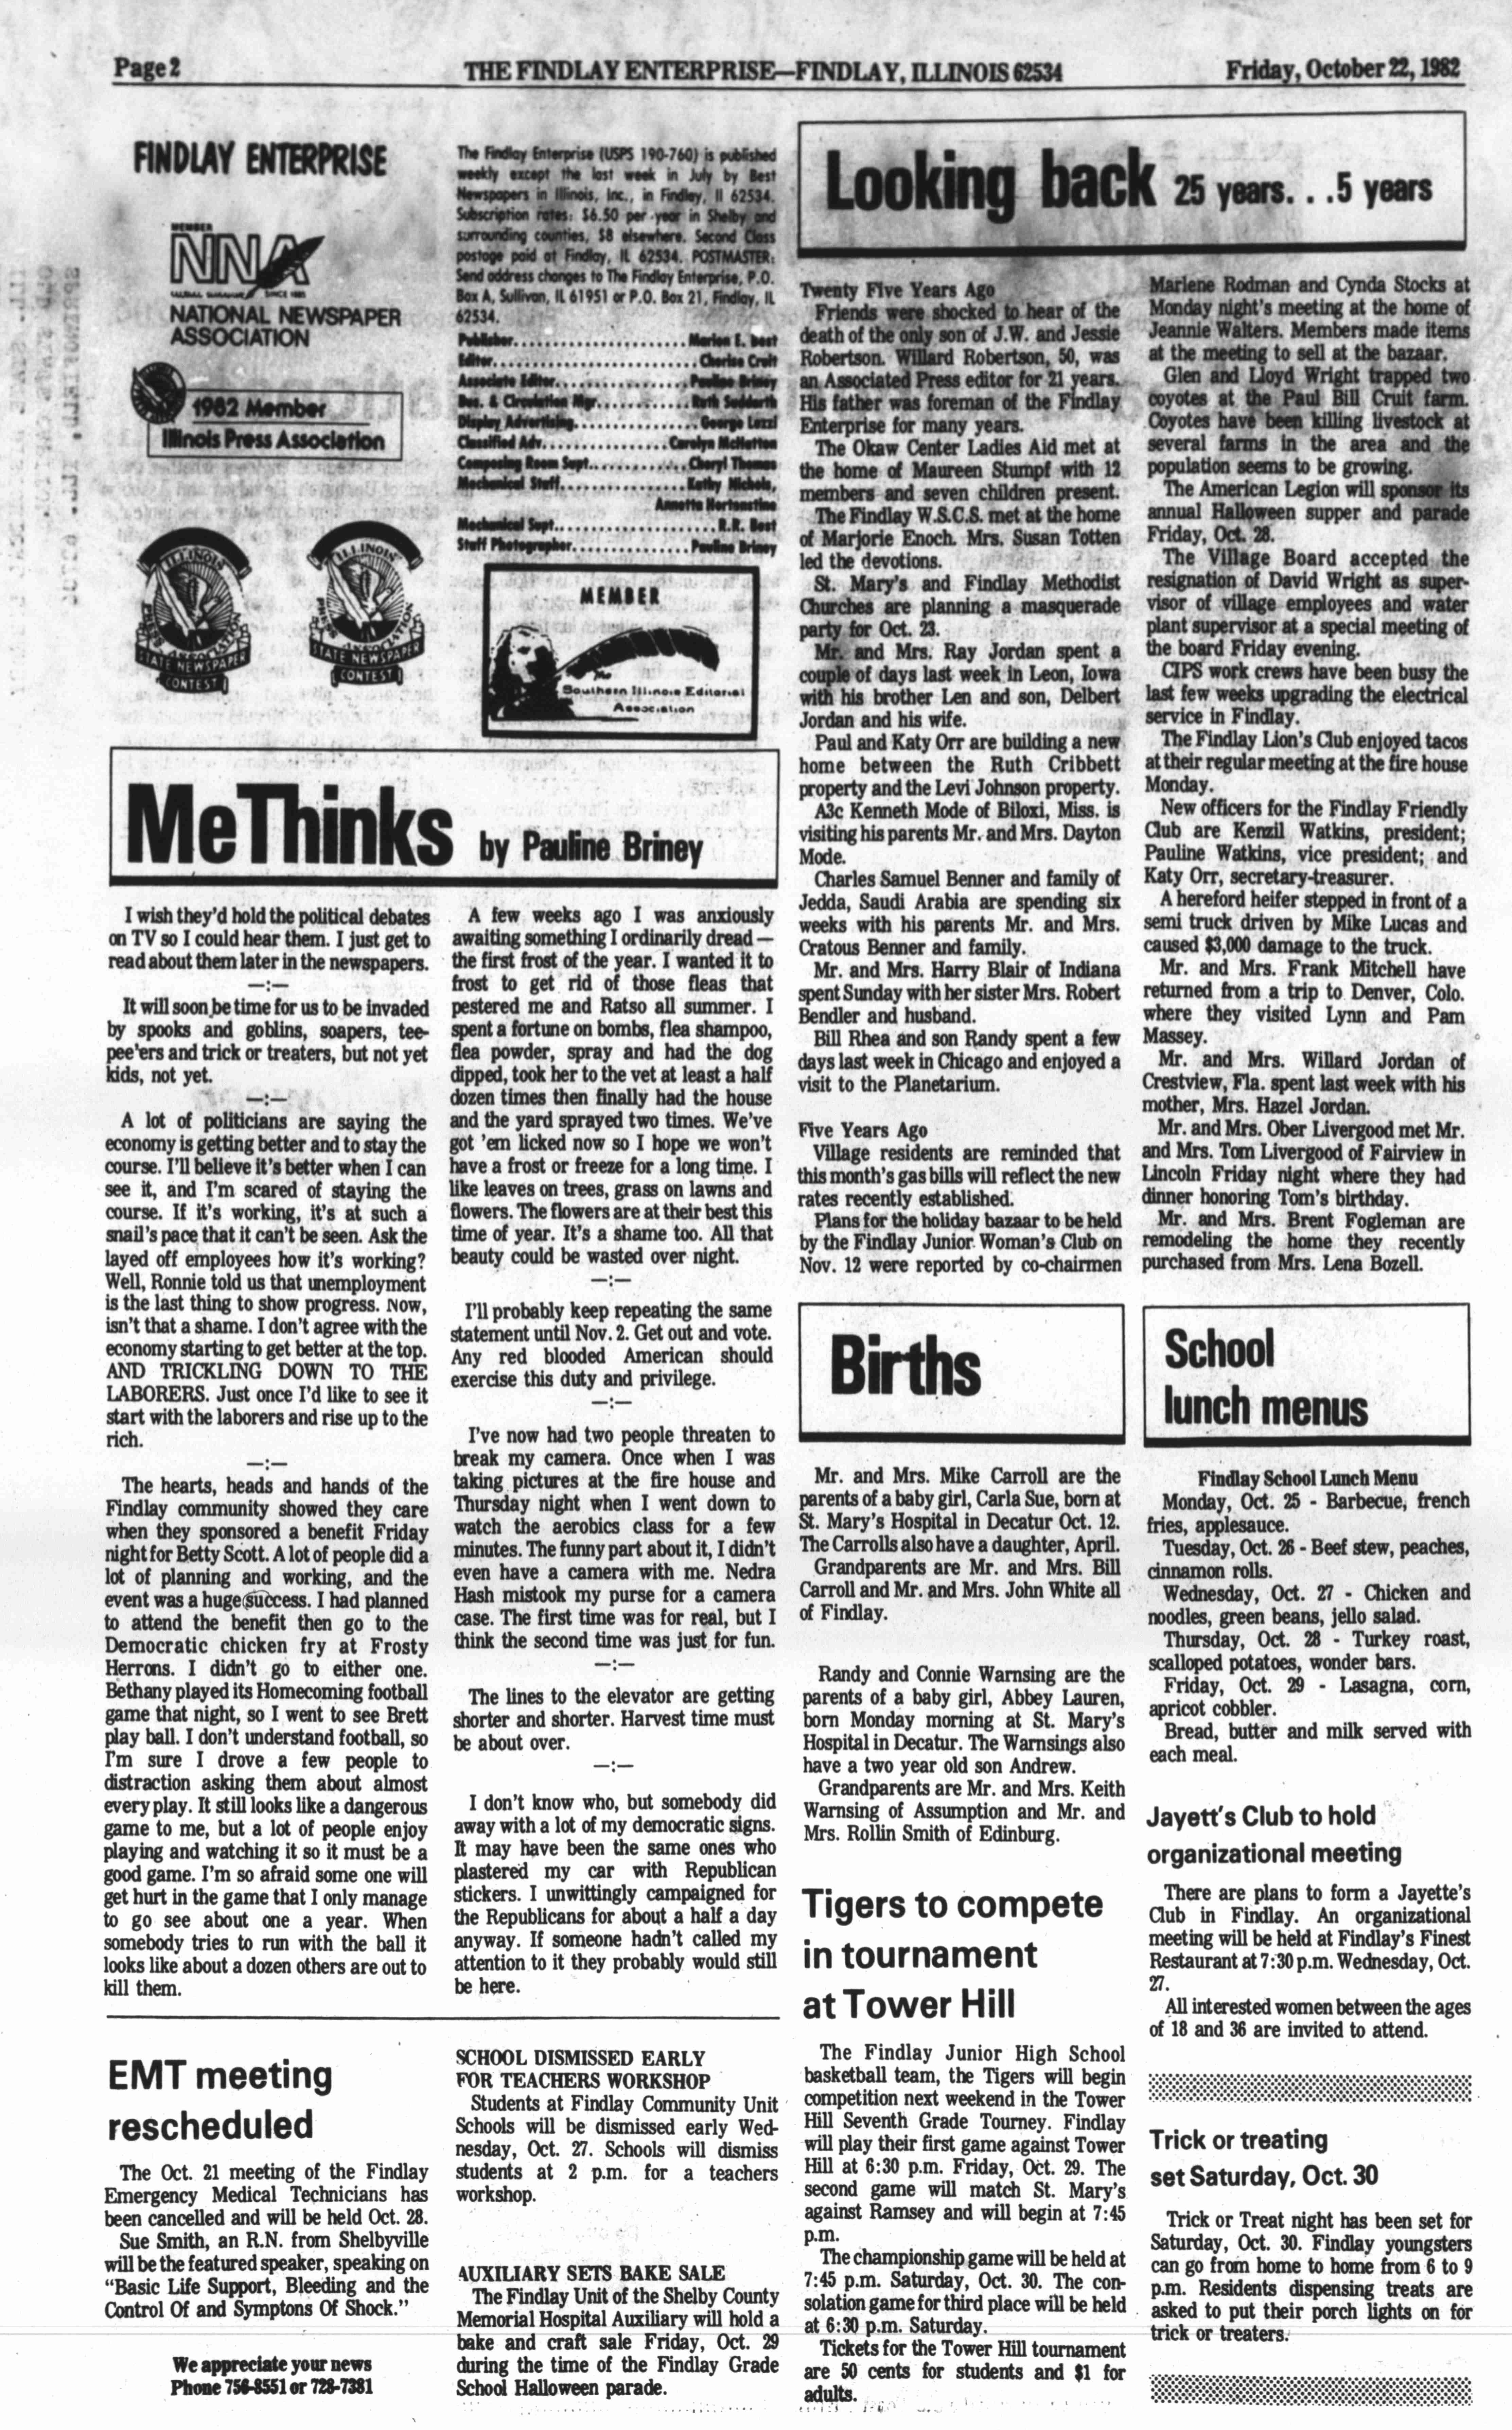 Page 2
THE FINDLAY ENTERPRISE—FINDLAY, ILLINOIS 62534
Friday, October 22, 1982
FINDLAY ENTERPRISE
MEMBER
NNA
SINCE 1885
NATIONAL NEWSPAPER
ASSOCIATION
1982 Member
Illinois Press Association
ILLINOIS
PRESS ASSOCIATION
STATE NEWSPAPER
CONTEST
ILLINOIS
PRESS ASSOCIATION
STATE NEWSPAPER
CONTEST
The Findlay Enterprise (USPS 190-760) is published
weekly except the last week in July by Best
Newspapers in Illinois, Inc., in Findlay, Il 62534.
Subscription rates: $6.50 per year in Shelby and
surrounding counties, $8 elsewhere. Second Class
postage paid at Findlay, IL 62534. POSTMASTER:
Send address changes to The Findlay Enterprise, P.O.
Box A, Sullivan, IL 61951 or P.O. Box 21, Findlay, IL
62534.
Publisher......................Marion E. Best
Editor..........................Charlee Cruit
Associate Editor.................Pauline Briney
Bus. & Circulation Mgr............Ruth Suddarth
Display Advertising...............George Lezzi
Classified Adv................Carolyn McHatton
Composing Room Supt.............Cheryl Thomas
Mechanical Staff................Kathy Nichols,
Annetta Hortenstine
Mechanical Supt.....................R.R. Best
Staff Photographer...............Pauline Briney
MEMBER
Southern Illinois Editorial
Association
MeThinks by Pauline Briney
I wish they'd hold the political debates
on TV so I could hear them. I just get to
read about them later in the newspapers.
—:—
It will soon be time for us to be invaded
by spooks and goblins, soapers, tee-
pee'ers and trick or treaters, but not yet
kids, not yet.
—:—
A lot of politicians are saying the
economy is getting better and to stay the
course. I'll believe it's better when I can
see it, and I'm scared of staying the
course. If it's working, it's at such a
snail's pace that it can't be seen. Ask the
layed off employees how it's working?
Well, Ronnie told us that unemployment
is the last thing to show progress. Now,
isn't that a shame. I don't agree with the
economy starting to get better at the top.
AND TRICKLING DOWN TO THE
LABORERS. Just once I'd like to see it
start with the laborers and rise up to the
rich.
—:—
The hearts, heads and hands of the
Findlay community showed they care
when they sponsored a benefit Friday
night for Betty Scott. A lot of people did a
lot of planning and working, and the
event was a huge success. I had planned
to attend the benefit then go to the
Democratic chicken fry at Frosty
Herrons. I didn't go to either one.
Bethany played its Homecoming football
game that night, so I went to see Brett
play ball. I don't understand football, so
I'm sure I drove a few people to
distraction asking them about almost
every play. It still looks like a dangerous
game to me, but a lot of people enjoy
playing and watching it so it must be a
good game. I'm so afraid some one will
get hurt in the game that I only manage
to go see about one a year. When
somebody tries to run with the ball it
looks like about a dozen others are out to
kill them.
A few weeks ago I was anxiously
awaiting something I ordinarily dread —
the first frost of the year. I wanted it to
frost to get rid of those fleas that
pestered me and Ratso all summer. I
spent a fortune on bombs, flea shampoo,
flea powder, spray and had the dog
dipped, took her to the vet at least a half
dozen times then finally had the house
and the yard sprayed two times. We've
got 'em licked now so I hope we won't
have a frost or freeze for a long time. I
like leaves on trees, grass on lawns and
flowers. The flowers are at their best this
time of year. It's a shame too. All that
beauty could be wasted over night.
—:—
I'll probably keep repeating the same
statement until Nov. 2. Get out and vote.
Any red blooded American should
exercise this duty and privilege.
—:—
I've now had two people threaten to
break my camera. Once when I was
taking pictures at the fire house and
Thursday night when I went down to
watch the aerobics class for a few
minutes. The funny part about it, I didn't
even have a camera with me. Nedra
Hash mistook my purse for a camera
case. The first time was for real, but I
think the second time was just for fun.
—:—
The lines to the elevator are getting
shorter and shorter. Harvest time must
be about over.
—:—
I don't know who, but somebody did
away with a lot of my democratic signs.
It may have been the same ones who
plastered my car with Republican
stickers. I unwittingly campaigned for
the Republicans for about a half a day
anyway. If someone hadn't called my
attention to it they probably would still
be here.
EMT meeting
rescheduled
The Oct. 21 meeting of the Findlay
Emergency Medical Technicians has
been cancelled and will be held Oct. 28.
Sue Smith, an R.N. from Shelbyville
will be the featured speaker, speaking on
"Basic Life Support, Bleeding and the
Control Of and Symptons Of Shock."
We appreciate your news
Phone 756-8551 or 728-7381
SCHOOL DISMISSED EARLY
FOR TEACHERS WORKSHOP
Students at Findlay Community Unit
Schools will be dismissed early Wed-
nesday, Oct. 27. Schools will dismiss
students at 2 p.m. for a teachers
workshop.
AUXILIARY SETS BAKE SALE
The Findlay Unit of the Shelby County
Memorial Hospital Auxiliary will hold a
bake and craft sale Friday, Oct. 29
during the time of the Findlay Grade
School Halloween parade.
Looking back 25 years. . .5 years
Twenty Five Years Ago
Friends were shocked to hear of the
death of the only son of J.W. and Jessie
Robertson. Willard Robertson, 50, was
an Associated Press editor for 21 years.
His father was foreman of the Findlay
Enterprise for many years.
The Okaw Center Ladies Aid met at
the home of Maureen Stumpf with 12
members and seven children present.
The Findlay W.S.C.S. met at the home
of Marjorie Enoch. Mrs. Susan Totten
led the devotions.
St. Mary's and Findlay Methodist
Churches are planning a masquerade
party for Oct. 23.
Mr. and Mrs. Ray Jordan spent a
couple of days last week in Leon, Iowa
with his brother Len and son, Delbert
Jordan and his wife.
Paul and Katy Orr are building a new
home between the Ruth Cribbett
property and the Levi Johnson property.
A3c Kenneth Mode of Biloxi, Miss. is
visiting his parents Mr. and Mrs. Dayton
Mode.
Charles Samuel Benner and family of
Jedda, Saudi Arabia are spending six
weeks with his parents Mr. and Mrs.
Cratous Benner and family.
Mr. and Mrs. Harry Blair of Indiana
spent Sunday with her sister Mrs. Robert
Bendler and husband.
Bill Rhea and son Randy spent a few
days last week in Chicago and enjoyed a
visit to the Planetarium.
Five Years Ago
Village residents are reminded that
this month's gas bills will reflect the new
rates recently established.
Plans for the holiday bazaar to be held
by the Findlay Junior Woman's Club on
Nov. 12 were reported by co-chairmen
Marlene Rodman and Cynda Stocks at
Monday night's meeting at the home of
Jeannie Walters. Members made items
at the meeting to sell at the bazaar.
Glen and Lloyd Wright trapped two
coyotes at the Paul Bill Cruit farm.
Coyotes have been killing livestock at
several farms in the area and the
population seems to be growing.
The American Legion will sponsor its
annual Halloween supper and parade
Friday, Oct. 28.
The Village Board accepted the
resignation of David Wright as super-
visor of village employees and water
plant supervisor at a special meeting of
the board Friday evening.
CIPS work crews have been busy the
last few weeks upgrading the electrical
service in Findlay.
The Findlay Lion's Club enjoyed tacos
at their regular meeting at the fire house
Monday.
New officers for the Findlay Friendly
Club are Kenzil Watkins, president;
Pauline Watkins, vice president; and
Katy Orr, secretary-treasurer.
A hereford heifer stepped in front of a
semi truck driven by Mike Lucas and
caused $3,000 damage to the truck.
Mr. and Mrs. Frank Mitchell have
returned from a trip to Denver, Colo.
where they visited Lynn and Pam
Massey.
Mr. and Mrs. Willard Jordan of
Crestview, Fla. spent last week with his
mother, Mrs. Hazel Jordan.
Mr. and Mrs. Ober Livergood met Mr.
and Mrs. Tom Livergood of Fairview in
Lincoln Friday night where they had
dinner honoring Tom's birthday.
Mr. and Mrs. Brent Fogleman are
remodeling the home they recently
purchased from Mrs. Lena Bozell.
Births
Mr. and Mrs. Mike Carroll are the
parents of a baby girl, Carla Sue, born at
St. Mary's Hospital in Decatur Oct. 12.
The Carrolls also have a daughter, April.
Grandparents are Mr. and Mrs. Bill
Carroll and Mr. and Mrs. John White all
of Findlay.
Randy and Connie Warnsing are the
parents of a baby girl, Abbey Lauren,
born Monday morning at St. Mary's
Hospital in Decatur. The Warnsings also
have a two year old son Andrew.
Grandparents are Mr. and Mrs. Keith
Warnsing of Assumption and Mr. and
Mrs. Rollin Smith of Edinburg.
Tigers to compete
in tournament
at Tower Hill
The Findlay Junior High School
basketball team, the Tigers will begin
competition next weekend in the Tower
Hill Seventh Grade Tourney. Findlay
will play their first game against Tower
Hill at 6:30 p.m. Friday, Oct. 29. The
second game will match St. Mary's
against Ramsey and will begin at 7:45
p.m.
The championship game will be held at
7:45 p.m. Saturday, Oct. 30. The con-
solation game for third place will be held
at 6:30 p.m. Saturday.
Tickets for the Tower Hill tournament
are 50 cents for students and $1 for
adults.
School
lunch menus
Findlay School Lunch Menu
Monday, Oct. 25 - Barbecue, french
fries, applesauce.
Tuesday, Oct. 26 - Beef stew, peaches,
cinnamon rolls.
Wednesday, Oct. 27 - Chicken and
noodles, green beans, jello salad.
Thursday, Oct. 28 - Turkey roast,
scalloped potatoes, wonder bars.
Friday, Oct. 29 - Lasagna, corn,
apricot cobbler.
Bread, butter and milk served with
each meal.
Jayett's Club to hold
organizational meeting
There are plans to form a Jayette's
Club in Findlay. An organizational
meeting will be held at Findlay's Finest
Restaurant at 7:30 p.m. Wednesday, Oct.
27.
All interested women between the ages
of 18 and 36 are invited to attend.
Trick or treating
set Saturday, Oct. 30
Trick or Treat night has been set for
Saturday, Oct. 30. Findlay youngsters
can go from home to home from 6 to 9
p.m. Residents dispensing treats are
asked to put their porch lights on for
trick or treaters.